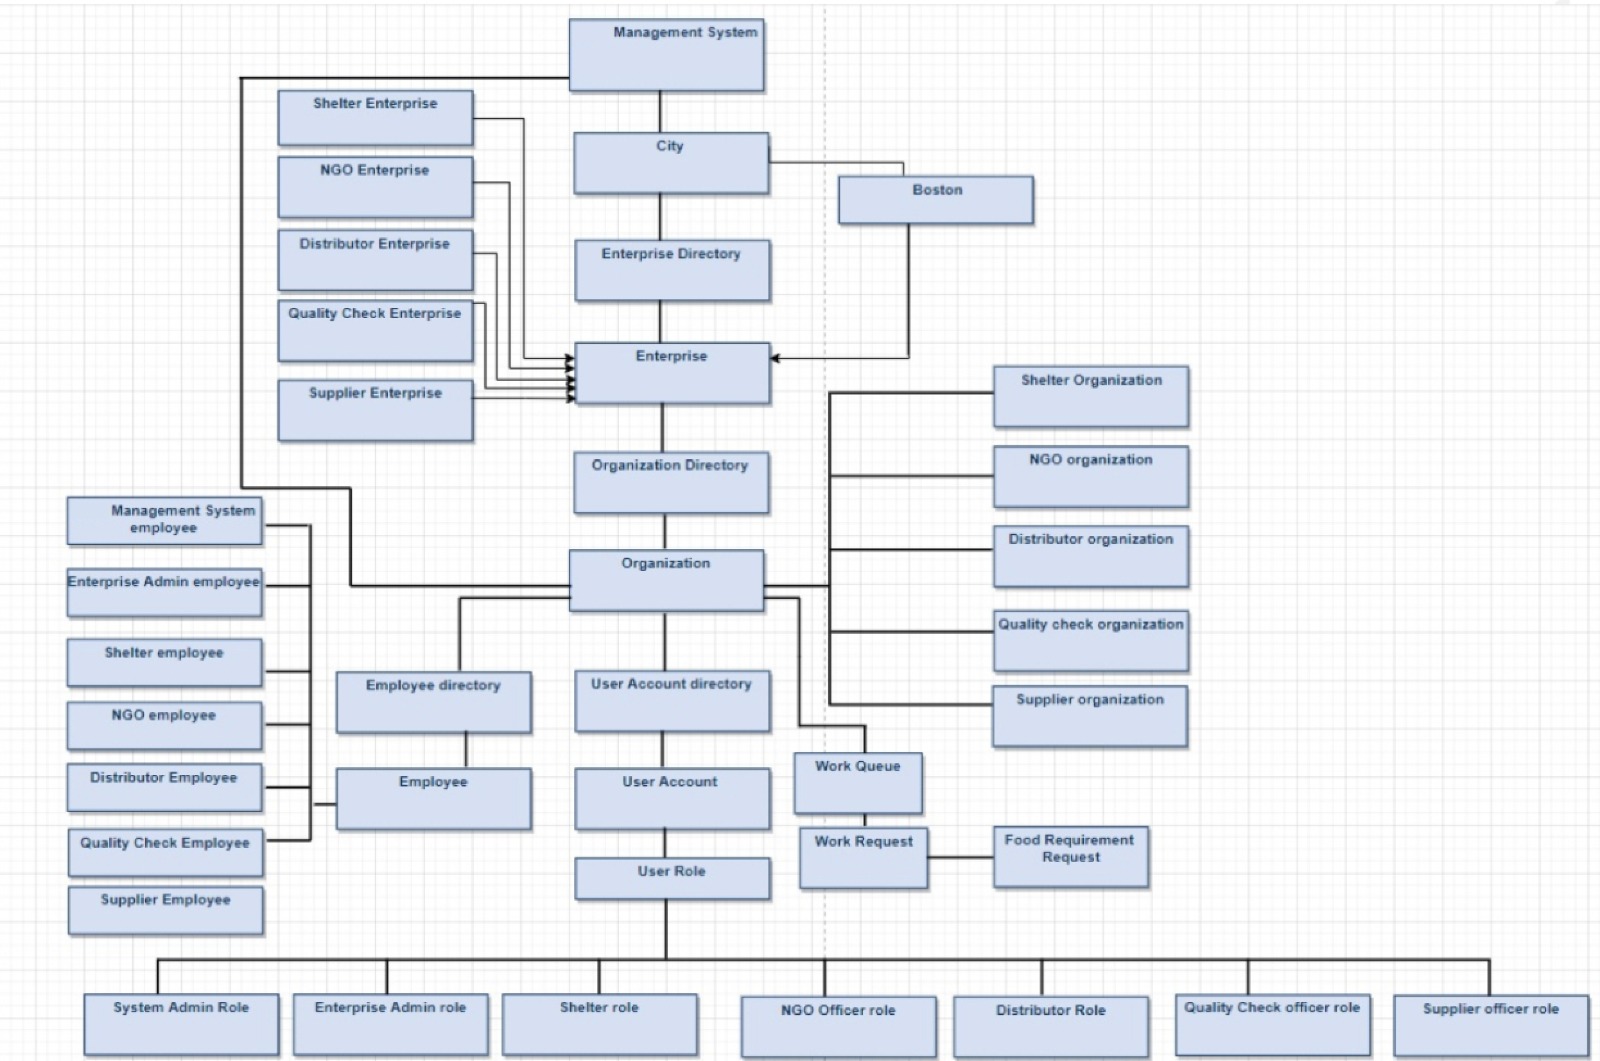 Management System
Shelter Enterprise
City
NGO Enterprise
Boston
Distributor Enterprise
Enterprise Directory
Quality Check Enterprise
Enterprise
Shelter Organization
Supplier Enterprise
NGO organization
Organization Directory
Management System
employee
Distributor organization
Organization
Enterprise Admin employee
Quality check organization
Shelter employee
Employee directory
User Account directory
Supplier organization
NGO employee
Work Queue
Distributor Employee
Employee
User Account
Quality Check Employee
Work Request
Food Requirement
Request
User Role
Supplier Employee
System Admin Role
Enterprise Admin role
Shelter role
NGO Officer role
Distributor Role
Quality Check officer role
Supplier officer role